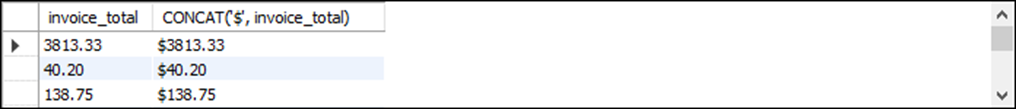 invoice_total CONCAT('$', invoice_total)
3813.33 $3813.33
40.20 $40.20
138.75 $138.75